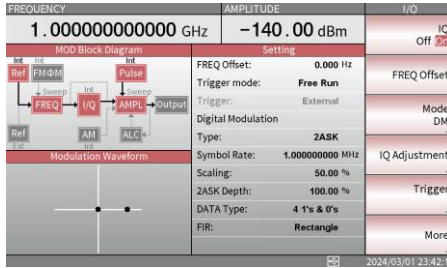 FREQUENCY
AMPLITUDE
I/Q
1.000000000000 GHz
-140.00 dBm
IQ
Off On
MOD Block Diagram
Setting
Int
Int
Ref
FMΦM
Pulse
Sweep
Int
Sweep
FREQ
I/Q
AMPL
Output
Ref
AM
ALC
Ext
Int
Modulation Waveform
FREQ Offset: 0.000 Hz
Trigger mode: Free Run
Trigger: External
Digital Modulation
Type: 2ASK
Symbol Rate: 1.000000000 MHz
Scaling: 50.00 %
2ASK Depth: 100.00 %
DATA Type: 4 1's & 0's
FIR: Rectangle
FREQ Offset
Mode
DM
IQ Adjustment
Trigger
More
2024/03/01 23:42:1